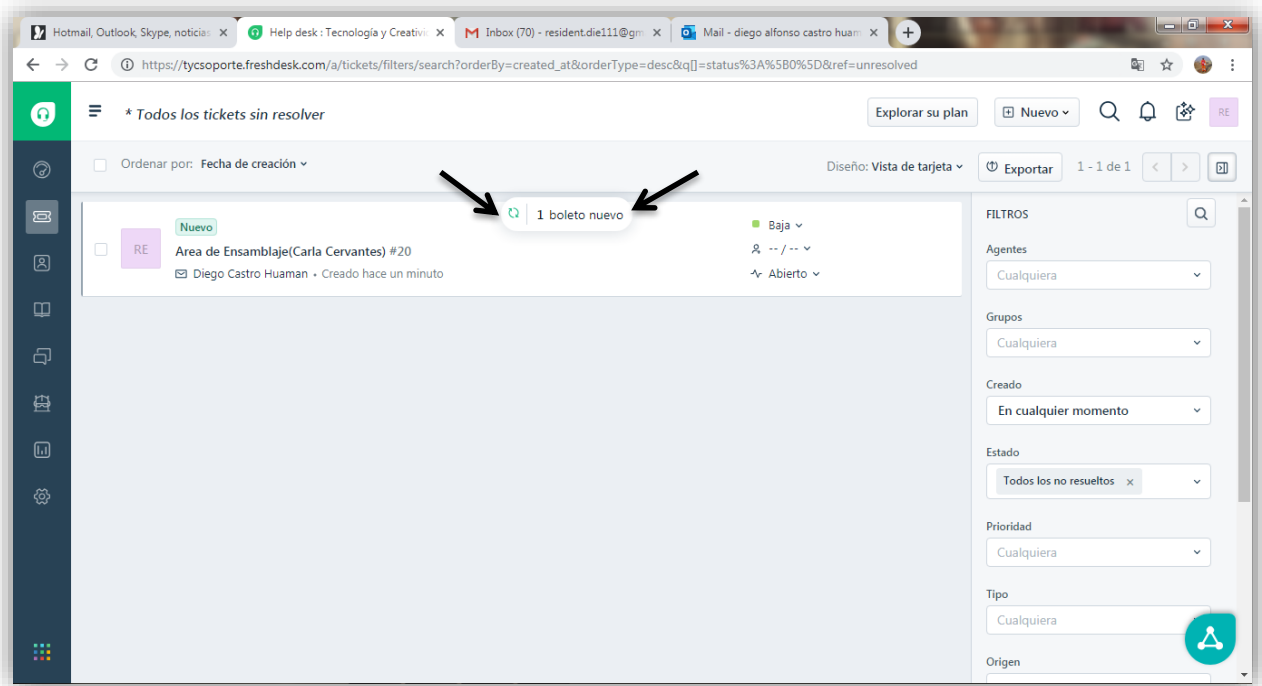 Hotmail, Outlook, Skype, noticias
Help desk : Tecnología y Creativi
Inbox (70) - resident.die111@gm
Mail - diego alfonso castro huam
https://tycsoporte.freshdesk.com/a/tickets/filters/search?orderBy=created_at&orderType=desc&q[]=status%3A%5B0%5D&ref=unresolved
* Todos los tickets sin resolver
Explorar su plan
Nuevo
RE
Ordenar por: Fecha de creación
Diseño: Vista de tarjeta
Exportar
1 - 1 de 1
1 boleto nuevo
Nuevo
RE
Area de Ensamblaje(Carla Cervantes) #20
Diego Castro Huaman • Creado hace un minuto
Baja
-- / --
Abierto
FILTROS
Agentes
Cualquiera
Grupos
Cualquiera
Creado
En cualquier momento
Estado
Todos los no resueltos ×
Prioridad
Cualquiera
Tipo
Cualquiera
Origen